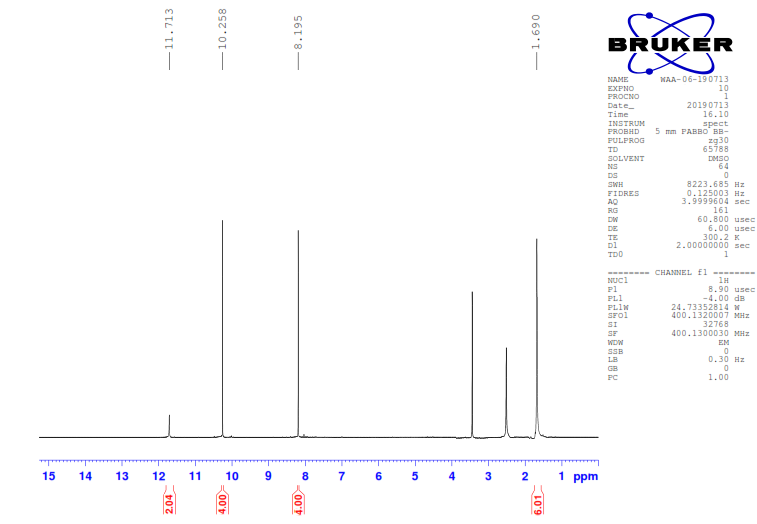 11.713
10.258
8.195
1.690
BRUKER
NAME WAA-06-190713
EXPNO 10
PROCNO 1
Date_ 20190713
Time 16.10
INSTRUM spect
PROBHD 5 mm PABBO BB-
PULPROG zg30
TD 65788
SOLVENT DMSO
NS 64
DS 0
SWH 8223.685 Hz
FIDRES 0.125003 Hz
AQ 3.9999604 sec
RG 161
DW 60.800 usec
DE 6.00 usec
TE 300.2 K
D1 2.00000000 sec
TD0 1
======== CHANNEL f1 ========
NUC1 1H
P1 8.90 usec
PL1 -4.00 dB
PL1W 24.73352814 W
SFO1 400.1320007 MHz
SI 32768
SF 400.1300030 MHz
WDW EM
SSB 0
LB 0.30 Hz
GB 0
PC 1.00
15 14 13 12 11 10 9 8 7 6 5 4 3 2 1 ppm
2.04
4.00
4.00
6.01